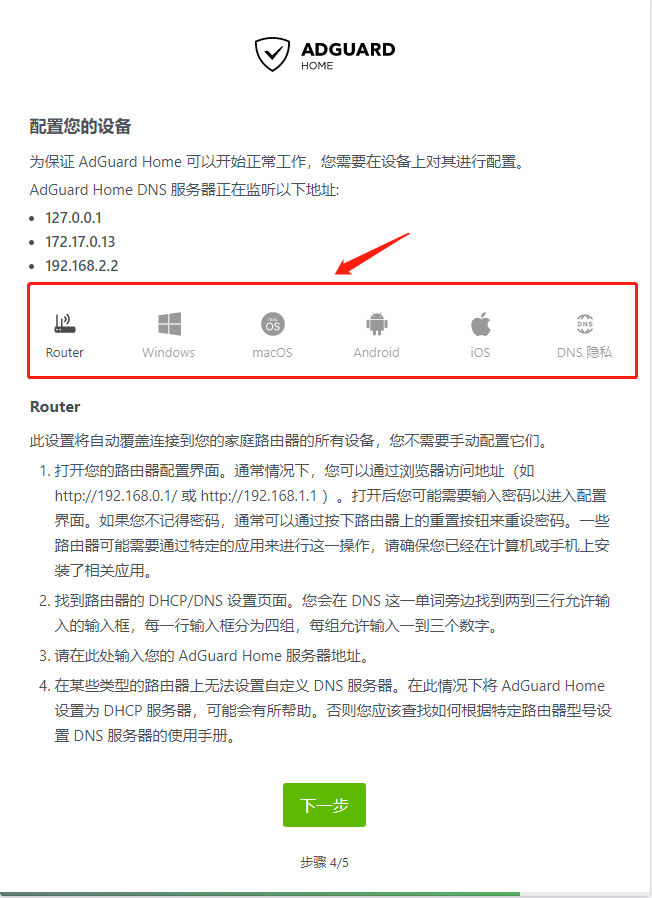 ADGUARD
HOME
配置您的设备
为保证 AdGuard Home 可以开始正常工作，您需要在设备上对其进行配置。
AdGuard Home DNS 服务器正在监听以下地址:
• 127.0.0.1
• 172.17.0.13
• 192.168.2.2
macOS
DNS
Router Windows macOS Android iOS DNS 隐私
Router
此设置将自动覆盖连接到您的家庭路由器的所有设备，您不需要手动配置它们。
1. 打开您的路由器配置界面。通常情况下，您可以通过浏览器访问地址（如
http://192.168.0.1/ 或 http://192.168.1.1 ）。打开后您可能需要输入密码以进入配置
界面。如果您不记得密码，通常可以通过按下路由器上的重置按钮来重设密码。一些
路由器可能需要通过特定的应用来进行这一操作，请确保您已经在计算机或手机上安
装了相关应用。
2. 找到路由器的 DHCP/DNS 设置页面。您会在 DNS 这一单词旁边找到两到三行允许输
入的输入框，每一行输入框分为四组，每组允许输入一到三个数字。
3. 请在此处输入您的 AdGuard Home 服务器地址。
4. 在某些类型的路由器上无法设置自定义 DNS 服务器。在此情况下将 AdGuard Home
设置为 DHCP 服务器，可能会有所帮助。否则您应该查找如何根据特定路由器型号设
置 DNS 服务器的使用手册。
下一步
步骤 4/5